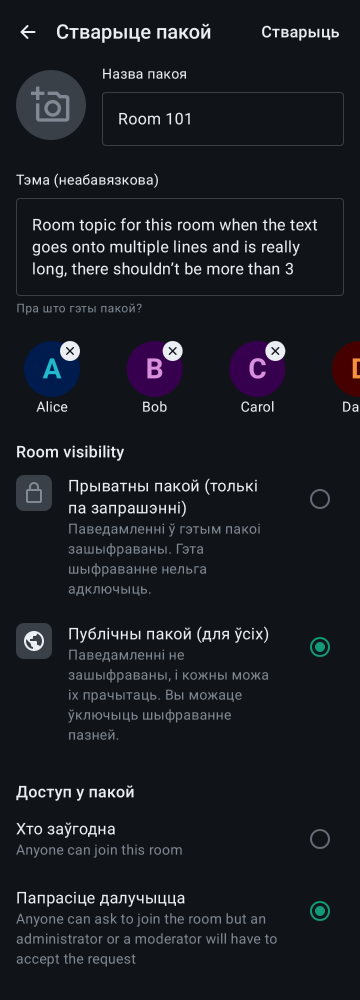 Стварыце пакой
Стварыць
Назва пакоя
Room 101
Тэма (неабавязкова)
Room topic for this room when the text
goes onto multiple lines and is really
long, there shouldn’t be more than 3
Пра што гэты пакой?
A
B
C
Alice
Bob
Carol
Da
Room visibility
Прыватны пакой (толькі
па запрашэнні)
Паведамленні ў гэтым пакоі
зашыфраваны. Гэта
шыфраванне нельга
адключыць.
Публічны пакой (для ўсіх)
Паведамленні не
зашыфраваны, і кожны можа
іх прачытаць. Вы можаце
ўключыць шыфраванне
пазней.
Доступ у пакой
Хто заўгодна
Anyone can join this room
Папрасіце далучыцца
Anyone can ask to join the room but an
administrator or a moderator will have to
accept the request